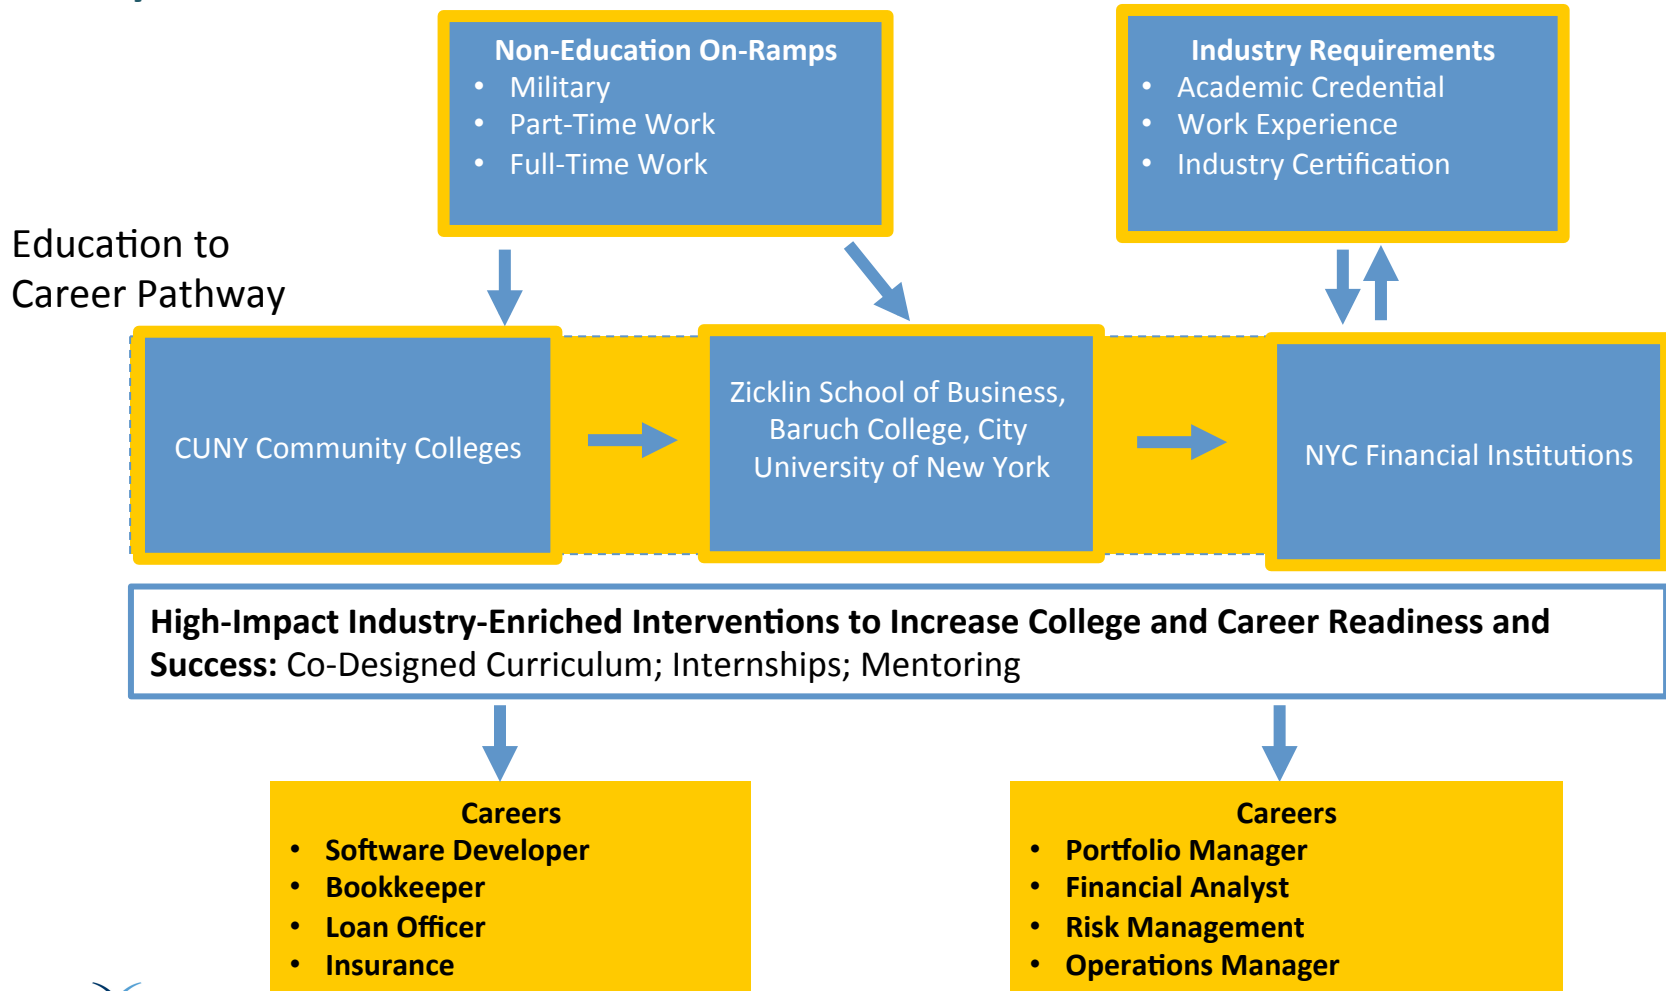 Non-Education On-Ramps
• Military
• Part-Time Work
• Full-Time Work
Industry Requirements
• Academic Credential
• Work Experience
• Industry Certification
Education to
Career Pathway
CUNY Community Colleges
Zicklin School of Business,
Baruch College, City
University of New York
NYC Financial Institutions
High-Impact Industry-Enriched Interventions to Increase College and Career Readiness and
Success: Co-Designed Curriculum; Internships; Mentoring
Careers
• Software Developer
• Bookkeeper
• Loan Officer
• Insurance
Careers
• Portfolio Manager
• Financial Analyst
• Risk Management
• Operations Manager